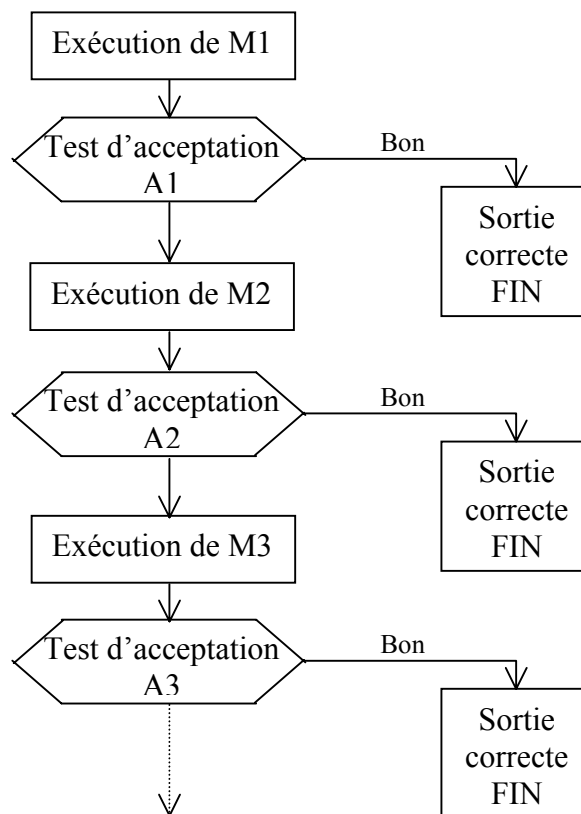 Exécution de M1
Test d’acceptation
A1
Bon
Sortie
correcte
FIN
Exécution de M2
Test d’acceptation
A2
Bon
Sortie
correcte
FIN
Exécution de M3
Test d’acceptation
A3
Bon
Sortie
correcte
FIN